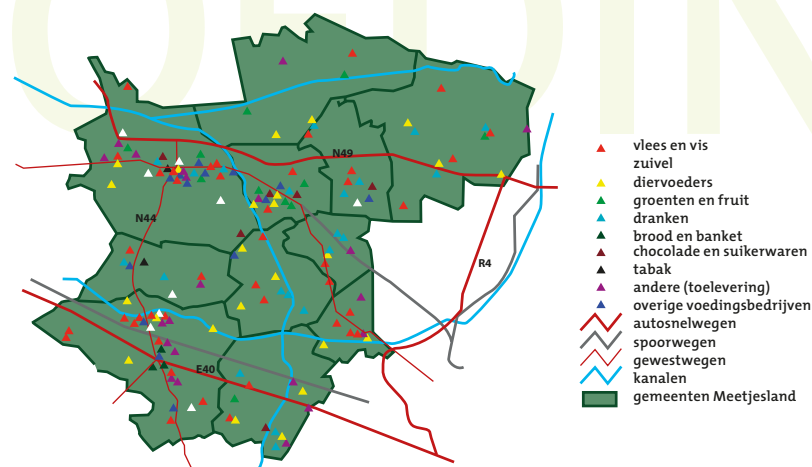 OEDIN
N49
N44
R4
E40
vlees en vis
zuivel
diervoeders
groenten en fruit
dranken
brood en banket
chocolade en suikerwaren
tabak
andere (toelevering)
overige voedingsbedrijven
autosnelwegen
spoorwegen
gewestwegen
kanalen
gemeenten Meetjesland